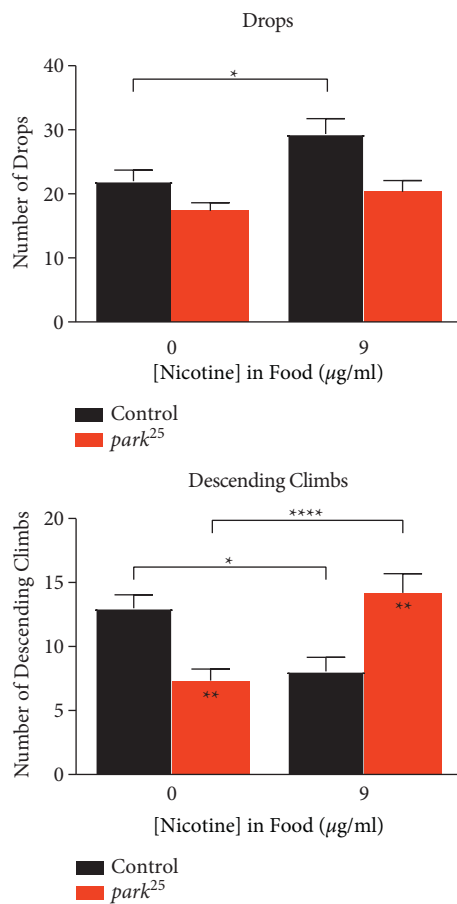 Drops
Number of Drops
40
30
20
10
0
*
0 9
[Nicotine] in Food (μg/ml)
Control
park²⁵
Descending Climbs
Number of Descending Climbs
20
15
10
5
0
****
*
**
**
0 9
[Nicotine] in Food (μg/ml)
Control
park²⁵